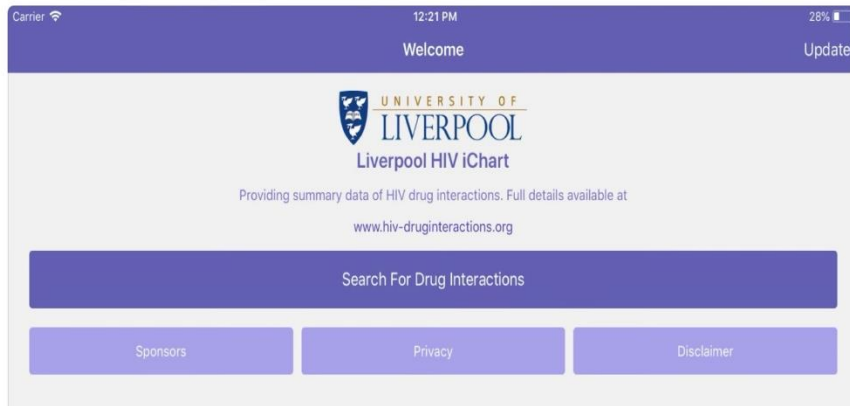 Carrier 12:21 PM 28%
Welcome Update
UNIVERSITY OF
LIVERPOOL
Liverpool HIV iChart
Providing summary data of HIV drug interactions. Full details available at
www.hiv-druginteractions.org
Search For Drug Interactions
Sponsors Privacy Disclaimer